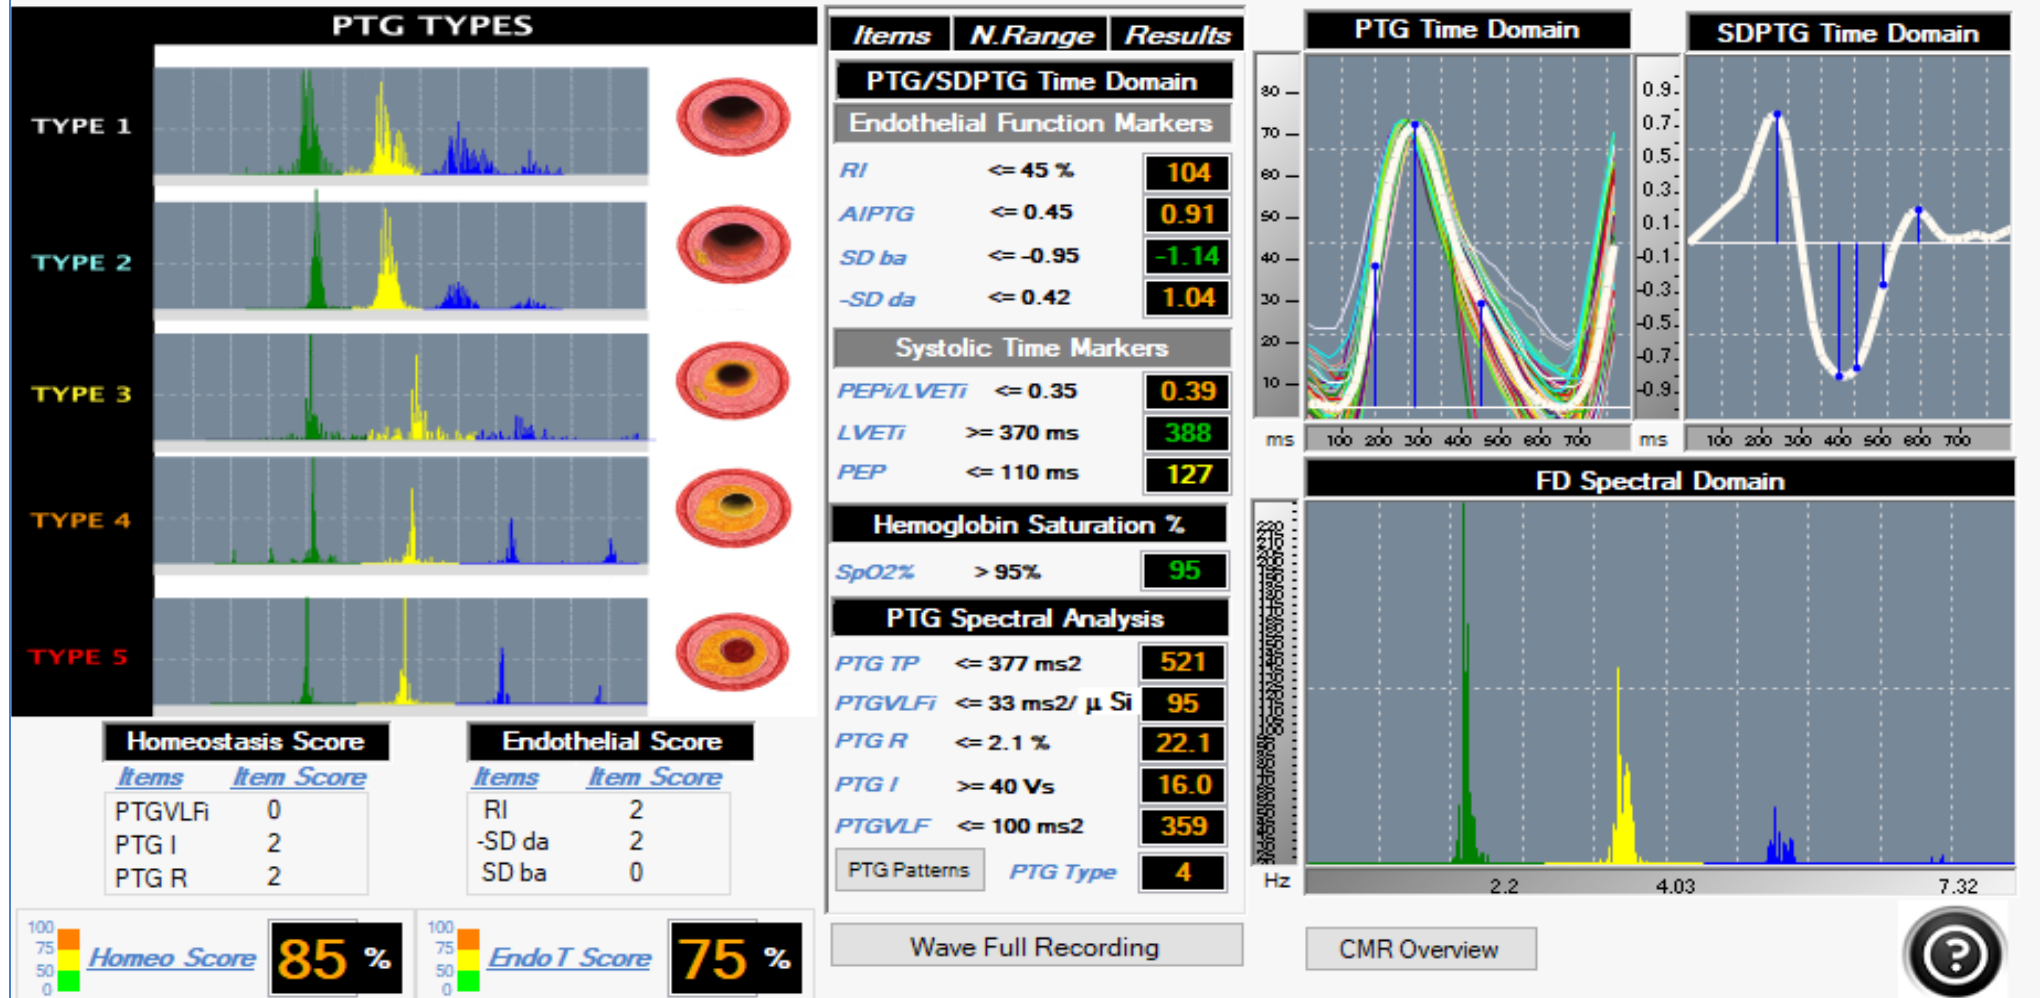 PTG TYPES
TYPE 1
TYPE 2
TYPE 3
TYPE 4
TYPE 5
Homeostasis Score
Items Item Score
PTGVLFi 0
PTG I 2
PTG R 2
Endothelial Score
Items Item Score
RI 2
-SD da 2
SD ba 0
100
75
50
0
Homeo Score 85 %
100
75
50
0
EndoT Score 75 %
Items N.Range Results
PTG/SDPTG Time Domain
Endothelial Function Markers
RI <= 45 % 104
AIPTG <= 0.45 0.91
SD ba <= -0.95 -1.14
-SD da <= 0.42 1.04
Systolic Time Markers
PEPi/LVETi <= 0.35 0.39
LVETi >= 370 ms 388
PEP <= 110 ms 127
Hemoglobin Saturation %
SpO2% > 95% 95
PTG Spectral Analysis
PTG TP <= 377 ms2 521
PTGVLFi <= 33 ms2/ μ Si 95
PTG R <= 2.1 % 22.1
PTG I >= 40 Vs 16.0
PTGVLF <= 100 ms2 359
PTG Patterns PTG Type 4
Wave Full Recording
PTG Time Domain
80
70
60
50
40
30
20
10
ms 100 200 300 400 500 600 700
SDPTG Time Domain
0.9
0.7
0.5
0.3
0.1
-0.1
-0.3
-0.5
-0.7
-0.9
ms 100 200 300 400 500 600 700
FD Spectral Domain
220
Hz 2.2 4.03 7.32
CMR Overview
?